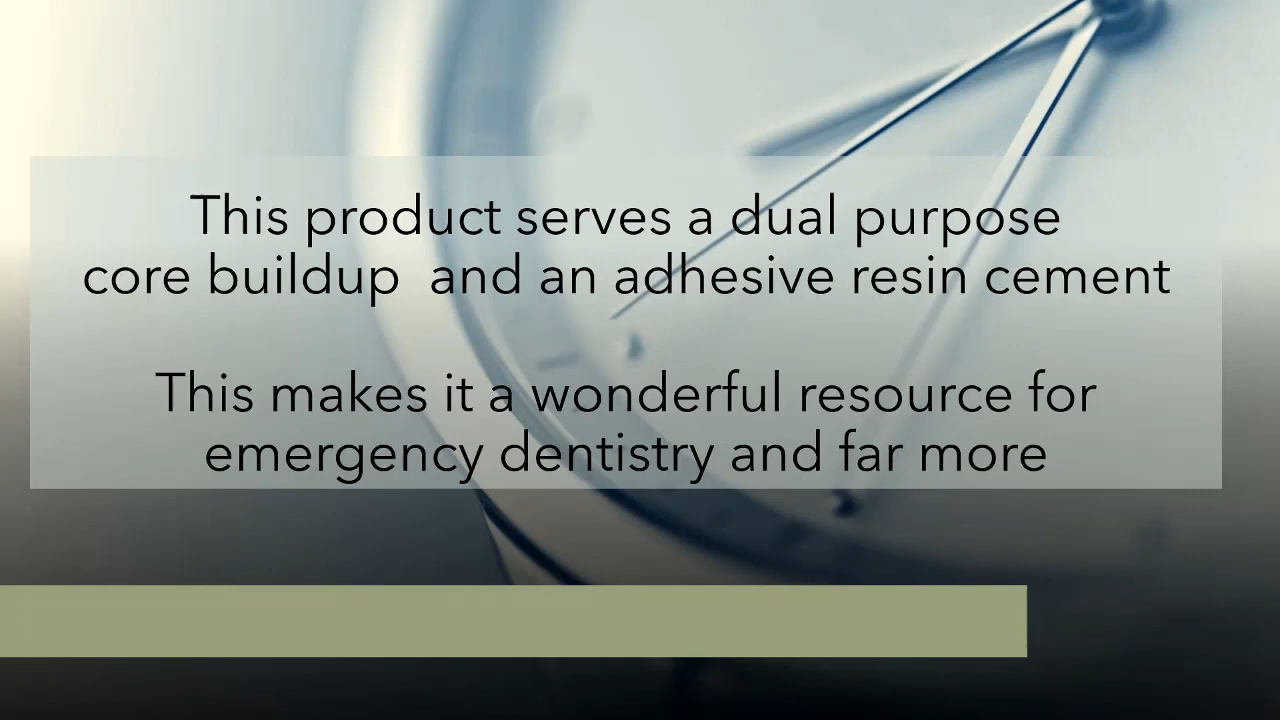 This product serves a dual purpose
core buildup  and an adhesive resin cement
This makes it a wonderful resource for
emergency dentistry and far more